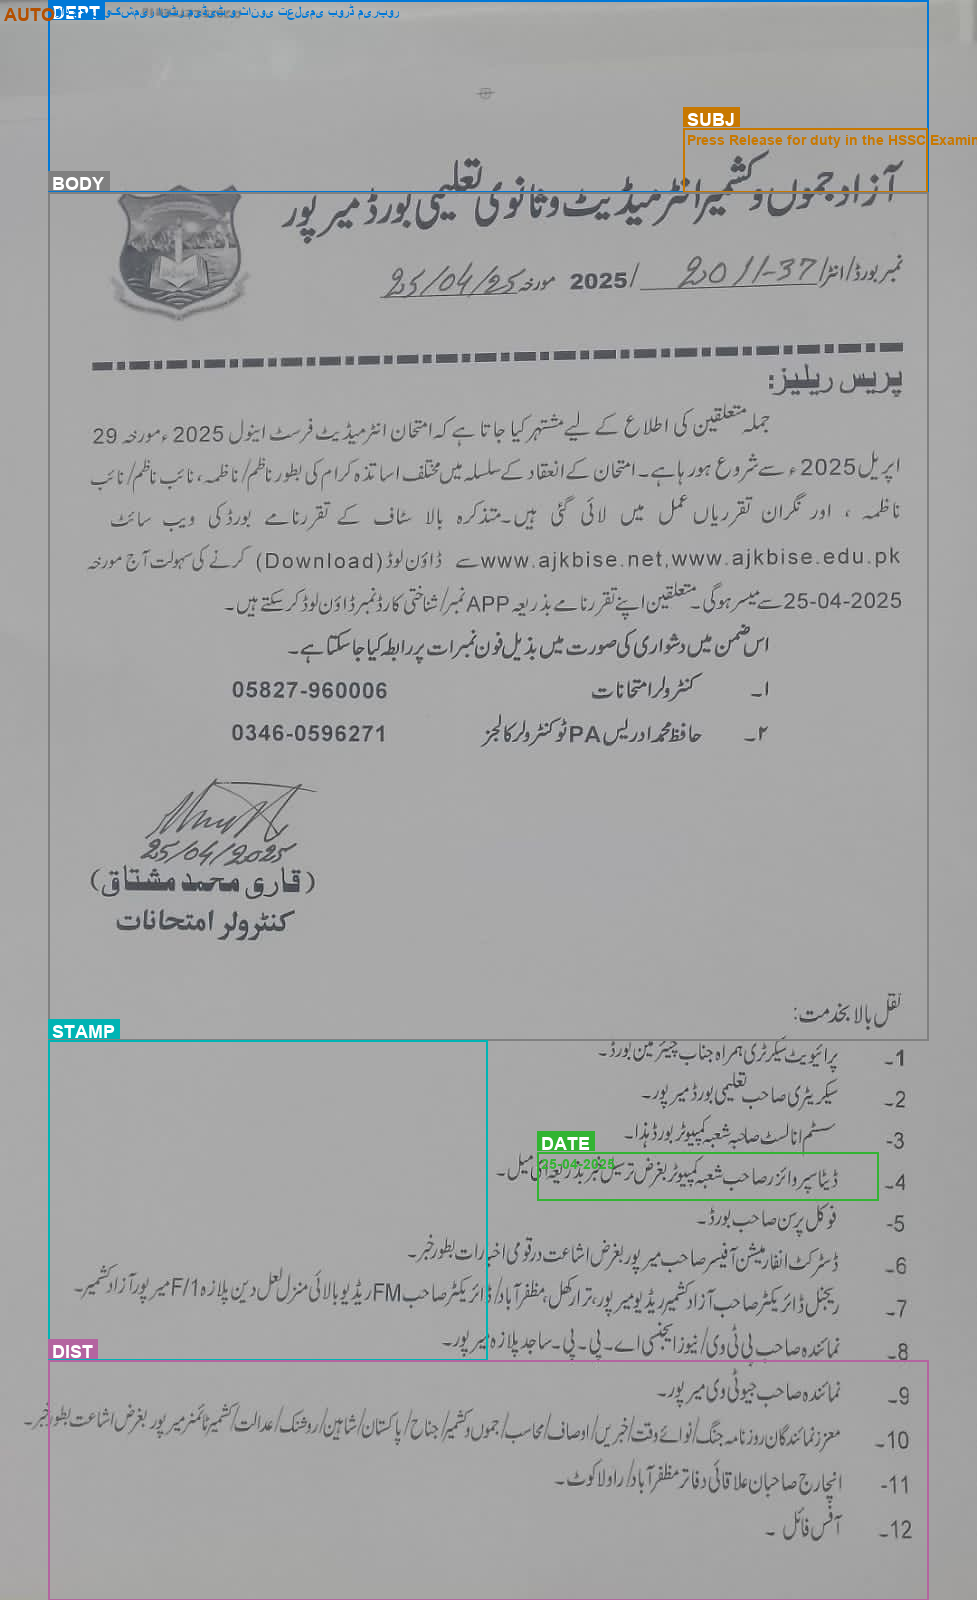 AUTO
DEPT
SUBJ
Press Release for duty in the HSSC Examin
BODY
آزاد جموں و کشمیر انٹرمیڈیٹ و ثانوی تعلیمی بورڈ میرپور
نمبر بورڈ/انٹر/ 2011-37 /2025 مورخہ 25/04/25
پریس ریلیز:
جملہ متعلقین کی اطلاع کے لیے مشتہر کیا جاتا ہے کہ امتحان انٹرمیڈیٹ فرسٹ اینول 2025ء مورخہ 29
اپریل 2025ء سے شروع ہورہا ہے۔ امتحان کے انعقاد کے سلسلہ میں مختلف اساتذہ کرام کی بطور ناظم/ناظمہ، نائب ناظم/نائب
ناظمہ ، اور نگران تقرریاں عمل میں لائی گئی ہیں۔ متذکرہ بالا سٹاف کے تقررنامے بورڈ کی ویب سائٹ
www.ajkbise.net,www.ajkbise.edu.pk سے ڈاؤن لوڈ (Download) کرنے کی سہولت آج مورخہ
25-04-2025 سے میسر ہوگی۔ متعلقین اپنے تقررنامے بذریعہ APP نمبر/شناختی کارڈ نمبر ڈاؤن لوڈ کرسکتے ہیں۔
اس ضمن میں دشواری کی صورت میں بذیل فون نمبرات پر رابطہ کیا جاسکتا ہے۔
۱۔ کنٹرولر امتحانات 05827-960006
۲۔ حافظ محمد ادریس PA ٹو کنٹرولر کالجز 0346-0596271
25/04/2025
(قاری محمد مشتاق)
کنٹرولر امتحانات
نقل بالا بخدمت:
STAMP
1۔ پرائیویٹ سیکرٹری ہمراہ جناب چیئرمین بورڈ۔
2۔ سیکریٹری صاحب تعلیمی بورڈ میرپور۔
3- سسٹم انالسٹ صاحبہ شعبہ کمپیوٹر بورڈ ہذا۔
DATE
25-04-2025
4۔ ڈیٹا سپروائزر صاحب شعبہ کمپیوٹر بغرض ترسیل خبر بذریعہ ای میل۔
5- فوکل پرسن صاحب بورڈ۔
6۔ ڈسٹرکٹ انفارمیشن آفیسر صاحب میرپور بغرض اشاعت در قومی اخبارات بطور خبر۔
7۔ ریجنل ڈائریکٹر صاحب آزاد کشمیر ریڈیو میرپور، تراڑکھل، مظفرآباد/ڈائریکٹر صاحب FM ریڈیو بالائی منزل لعل دین پلازہ F/1 میرپور آزاد کشمیر۔
8۔ نمائندہ صاحب پی ٹی وی/نیوز ایجنسی اے۔ پی۔ پی۔ ساجد پلازہ میرپور۔
DIST
9۔ نمائندہ صاحب جیو ٹی وی میرپور۔
10۔ معزز نمائندگان روزنامہ جنگ/نوائے وقت/خبریں/اوصاف/محاسب/جموں و کشمیر/جناح/پاکستان/شاہین/روشنک/عدالت/کشمیر ٹائمز میرپور بغرض اشاعت بطور خبر۔
11- انچارج صاحبان علاقائی دفاتر مظفرآباد/راولاکوٹ۔
12۔ آفس فائل ۔